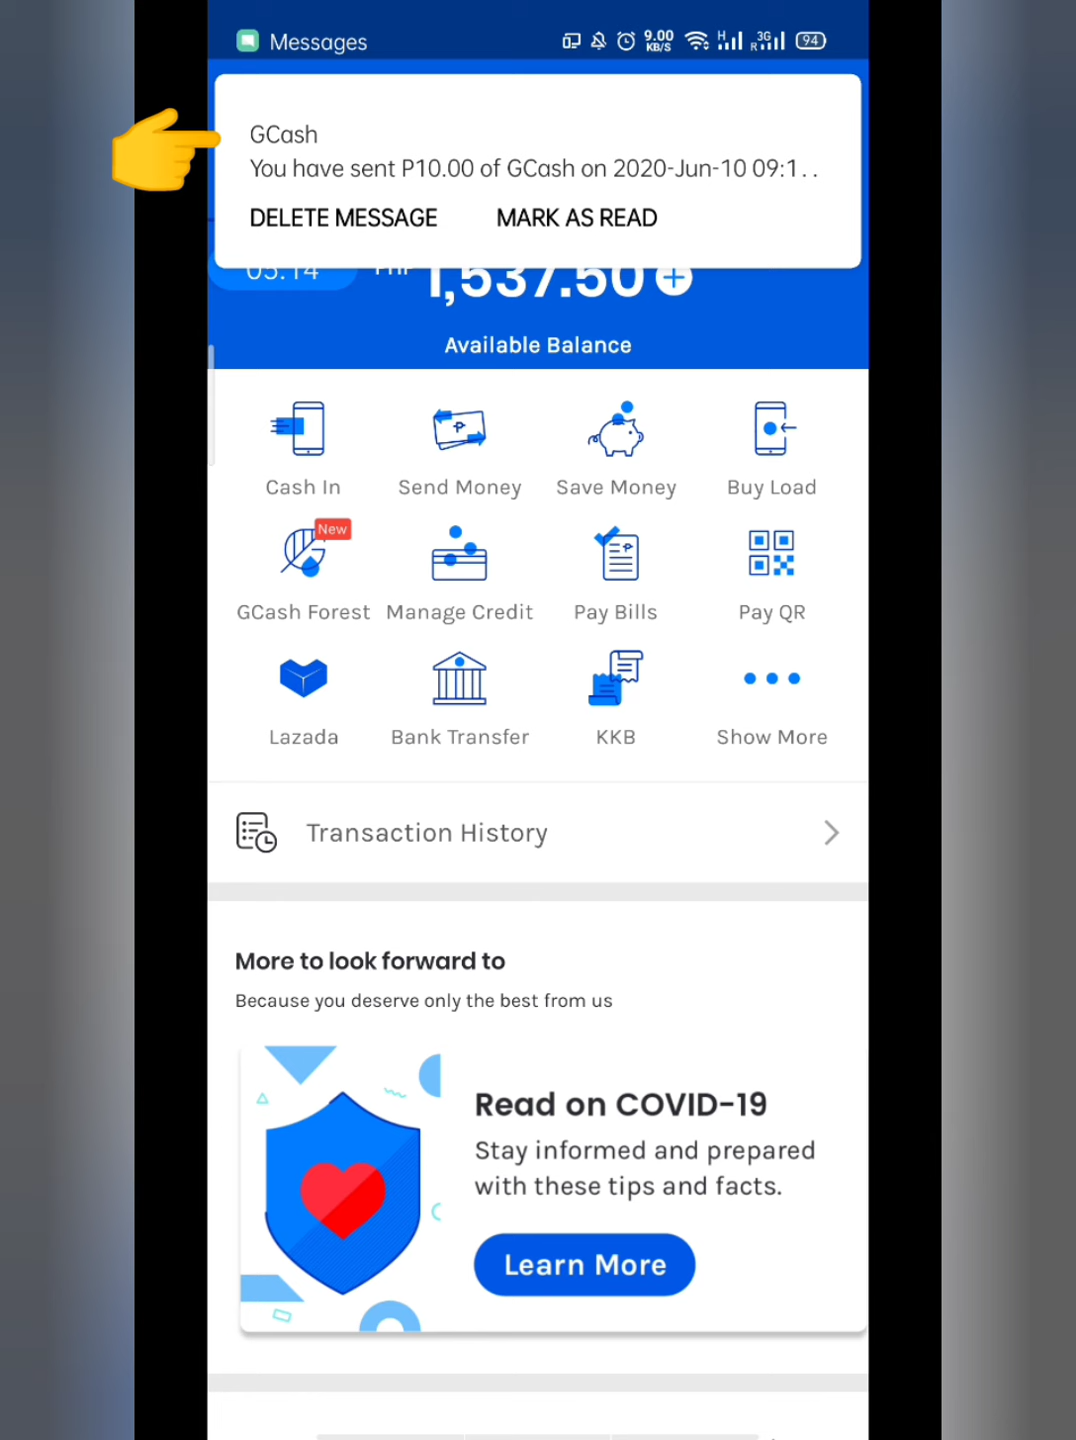 Messages
9.00
KB/S
H
3G
R
94
GCash
You have sent P10.00 of GCash on 2020-Jun-10 09:1..
DELETE MESSAGE MARK AS READ
05:14 PHP 1,537.50
Available Balance
Cash In Send Money Save Money Buy Load
New
GCash Forest Manage Credit Pay Bills Pay QR
Lazada Bank Transfer KKB Show More
Transaction History
More to look forward to
Because you deserve only the best from us
Read on COVID-19
Stay informed and prepared
with these tips and facts.
Learn More